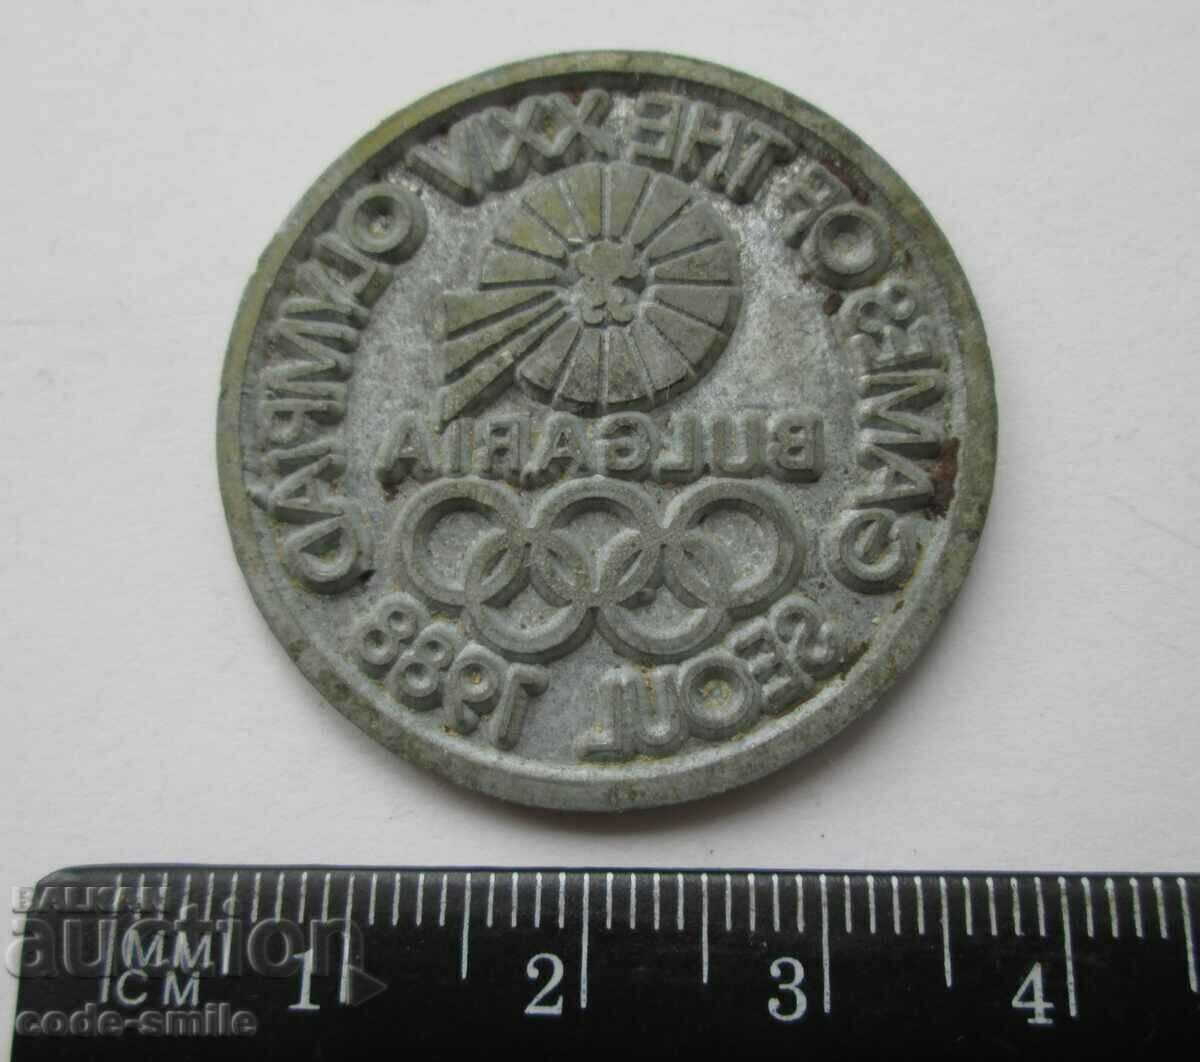 GAMES OF THE XXIV OLYMPIAD
BULGARIA
SEOUL 1988
BALKAN
auction
code-smile
MM
CM
1 2 3 4